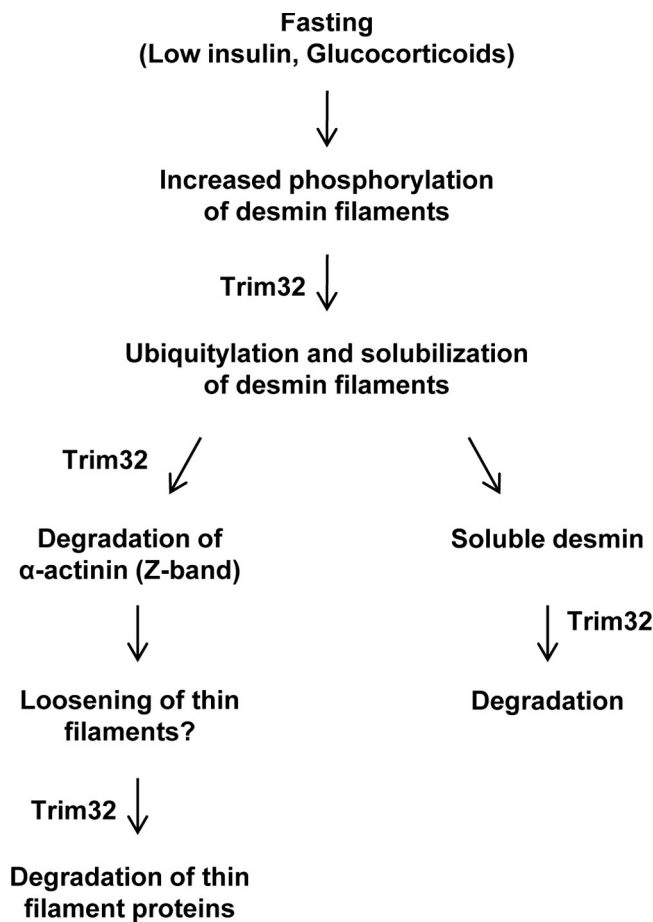 Fasting
(Low insulin, Glucocorticoids)
Increased phosphorylation
of desmin filaments
Trim32
Ubiquitylation and solubilization
of desmin filaments
Trim32
Degradation of
α-actinin (Z-band)
Soluble desmin
Trim32
Loosening of thin
filaments?
Degradation
Trim32
Degradation of thin
filament proteins